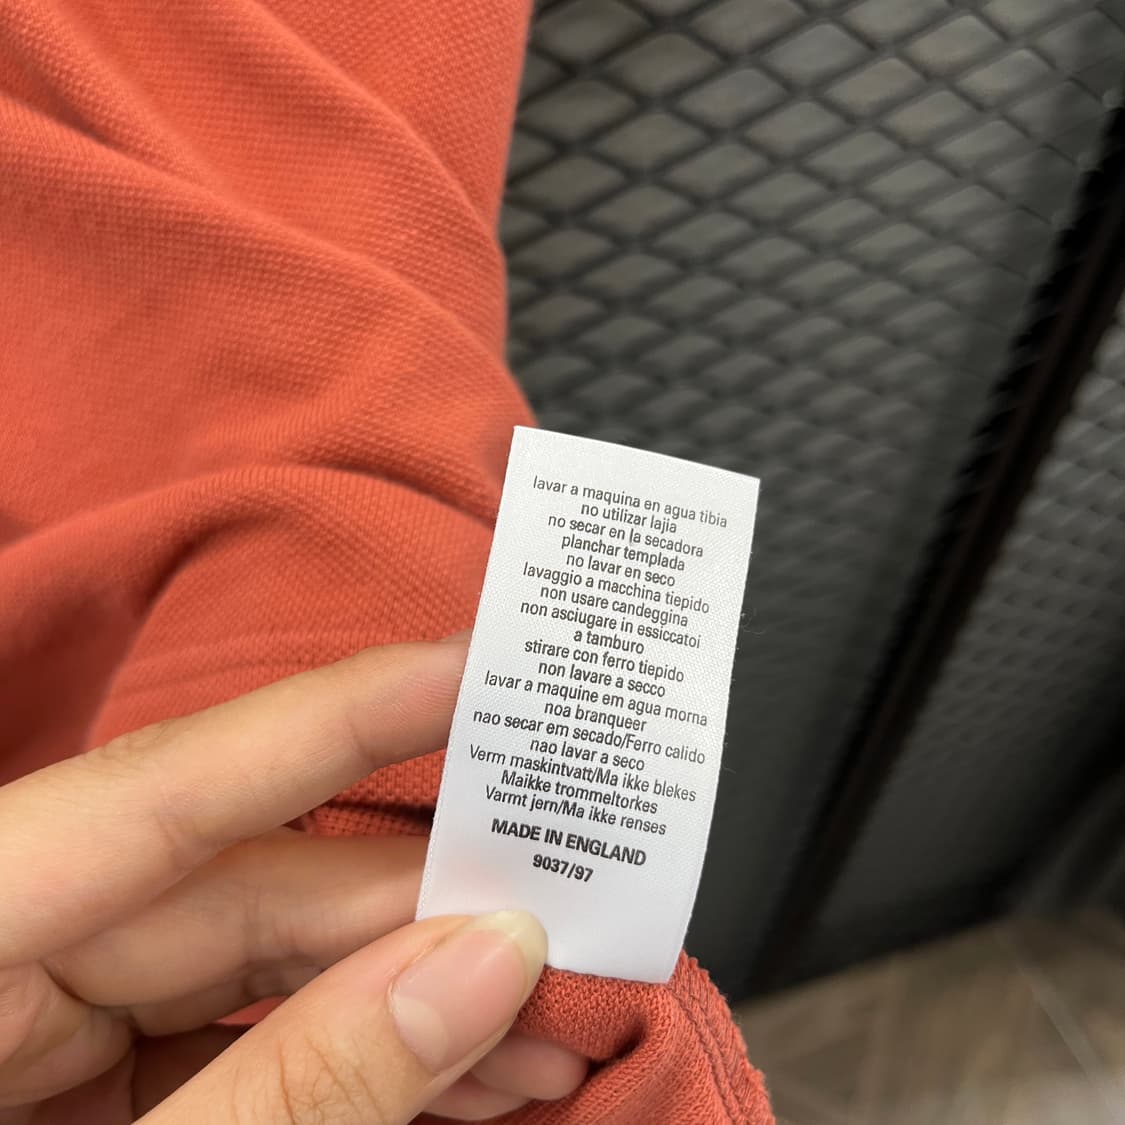 lavar a maquina en agua tibia
no utilizar lajia
no secar en la secadora
planchar templada
no lavar en seco
lavaggio a macchina tiepido
non usare candeggina
non asciugare in essiccatoi
a tamburo
stirare con ferro tiepido
non lavare a secco
lavar a maquine em agua morna
noa branqueer
nao secar em secado/Ferro calido
nao lavar a seco
Verm maskintvatt/Ma ikke blekes
Maikke trommeltorkes
Varmt jern/Ma ikke renses
MADE IN ENGLAND
9037/97